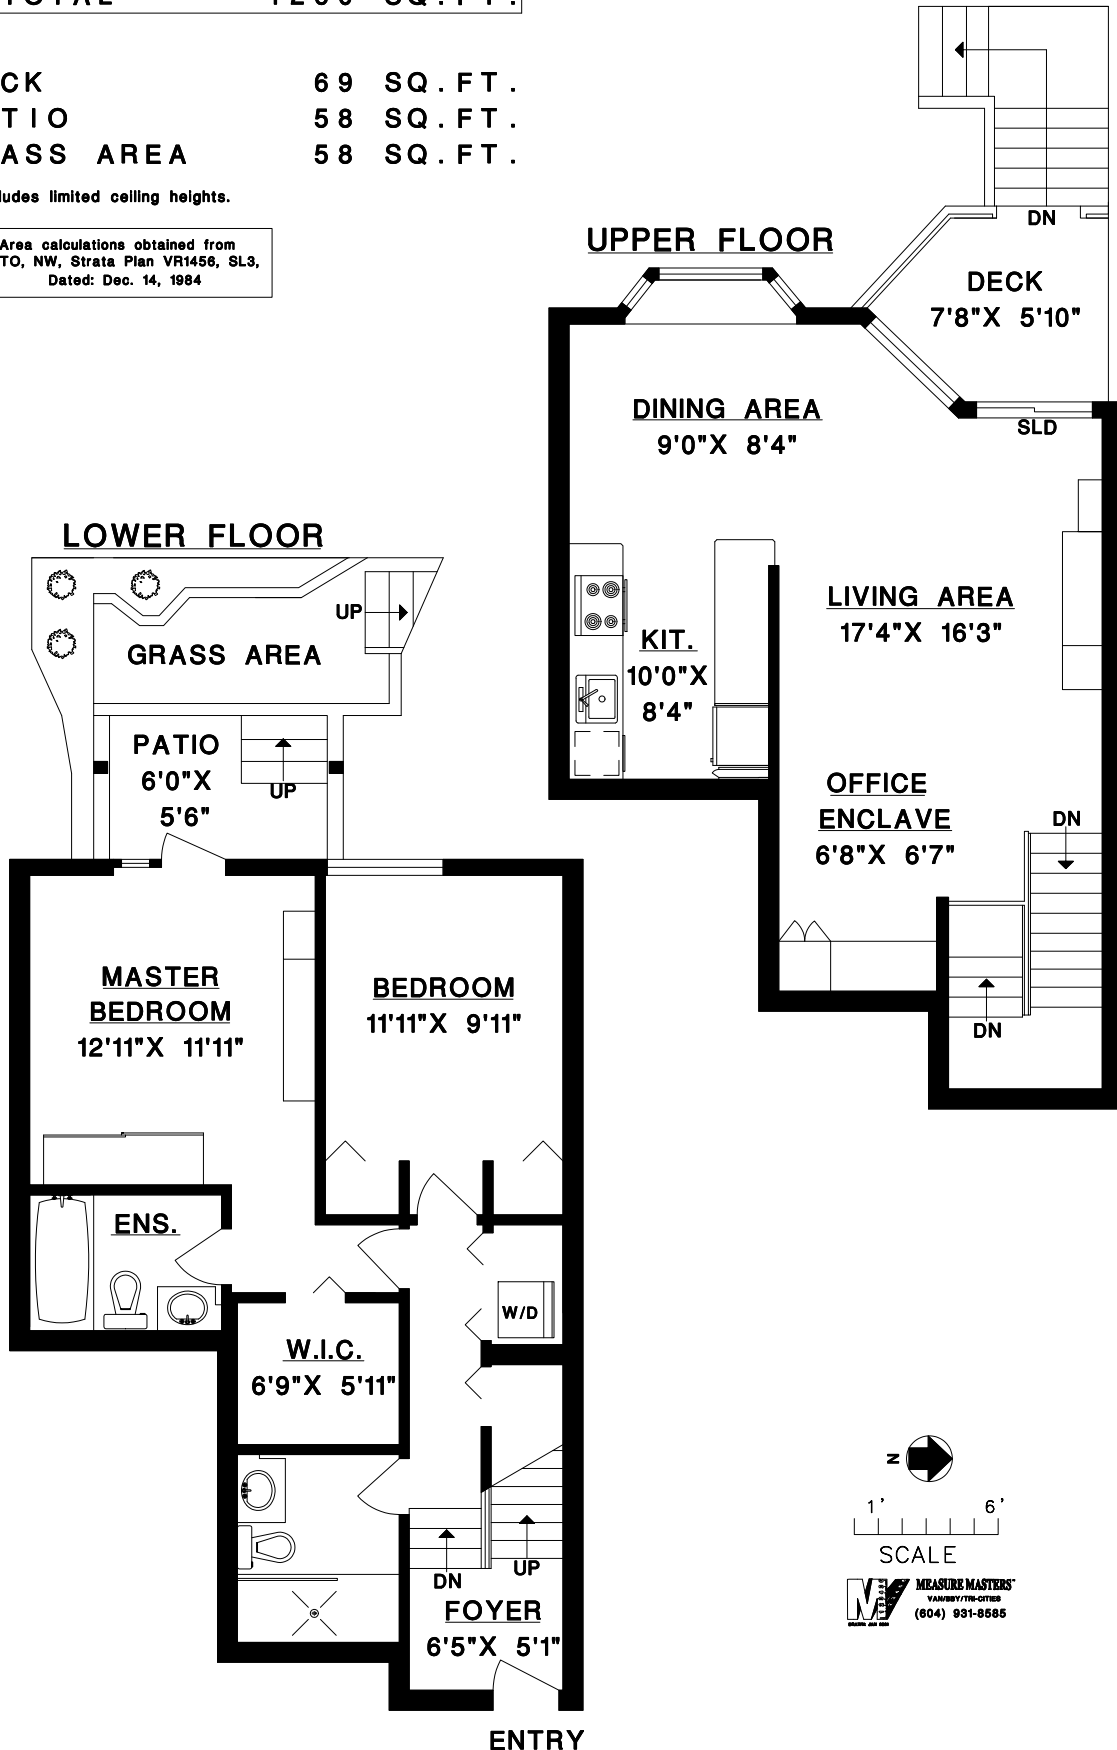 CK 69 SQ.FT.
TIO 58 SQ.FT.
ASS AREA 58 SQ.FT.
ludes limited ceiling heights.
Area calculations obtained from
TO, NW, Strata Plan VR1456, SL3,
Dated: Dec. 14, 1984
UPPER FLOOR
DN
DECK
7'8"X 5'10"
SLD
DINING AREA
9'0"X 8'4"
LIVING AREA
17'4"X 16'3"
KIT.
10'0"X
8'4"
OFFICE
ENCLAVE
6'8"X 6'7"
DN
DN
LOWER FLOOR
UP
GRASS AREA
PATIO
6'0"X
5'6"
UP
MASTER
BEDROOM
12'11"X 11'11"
BEDROOM
11'11"X 9'11"
ENS.
W/D
W.I.C.
6'9"X 5'11"
DN
UP
FOYER
6'5"X 5'1"
ENTRY
N
1' 6'
SCALE
MEASURE MASTERS
VAN/BBY/TRI-CITIES
(604) 931-8585